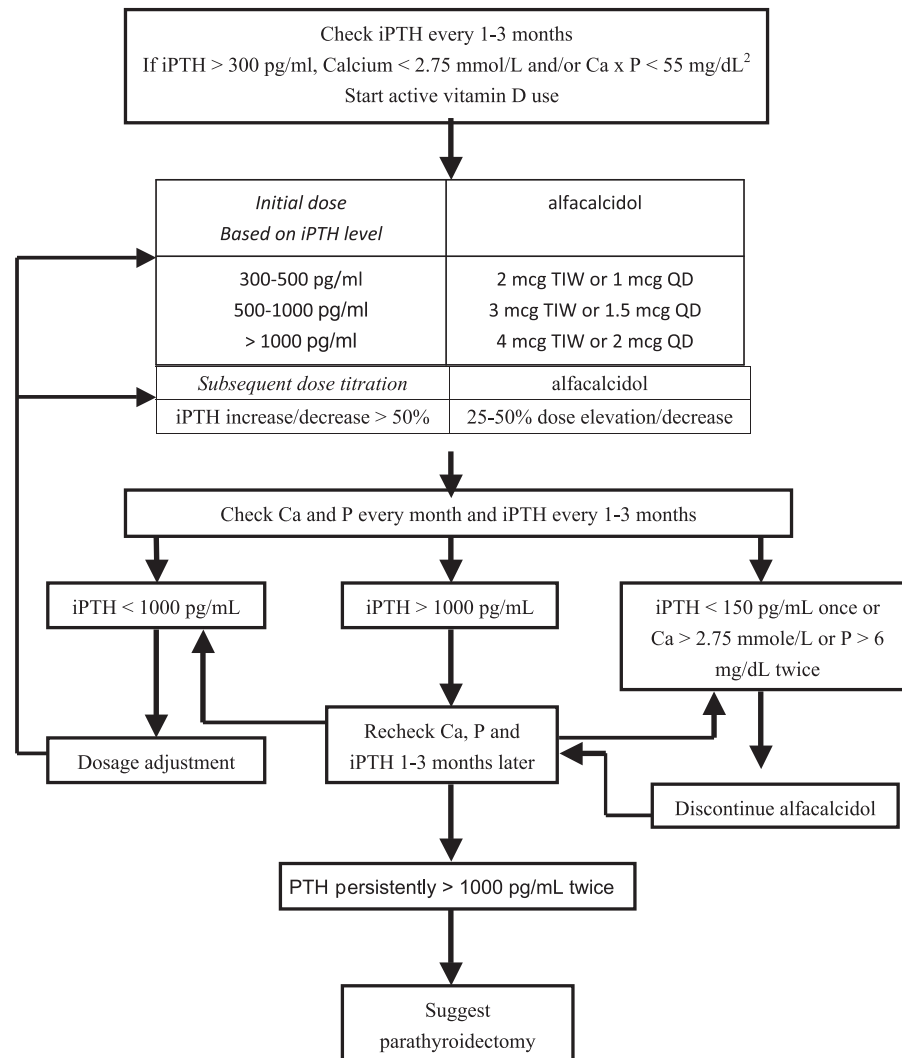 Check iPTH every 1-3 months
If iPTH > 300 pg/ml, Calcium < 2.75 mmol/L and/or Ca x P < 55 mg/dL²
Start active vitamin D use
Initial dose
Based on iPTH level
alfacalcidol
300-500 pg/ml
2 mcg TIW or 1 mcg QD
500-1000 pg/ml
3 mcg TIW or 1.5 mcg QD
> 1000 pg/ml
4 mcg TIW or 2 mcg QD
Subsequent dose titration
alfacalcidol
iPTH increase/decrease > 50%
25-50% dose elevation/decrease
Check Ca and P every month and iPTH every 1-3 months
iPTH < 1000 pg/mL
iPTH > 1000 pg/mL
iPTH < 150 pg/mL once or
Ca > 2.75 mmole/L or P > 6
mg/dL twice
Dosage adjustment
Recheck Ca, P and
iPTH 1-3 months later
Discontinue alfacalcidol
PTH persistently > 1000 pg/mL twice
Suggest
parathyroidectomy